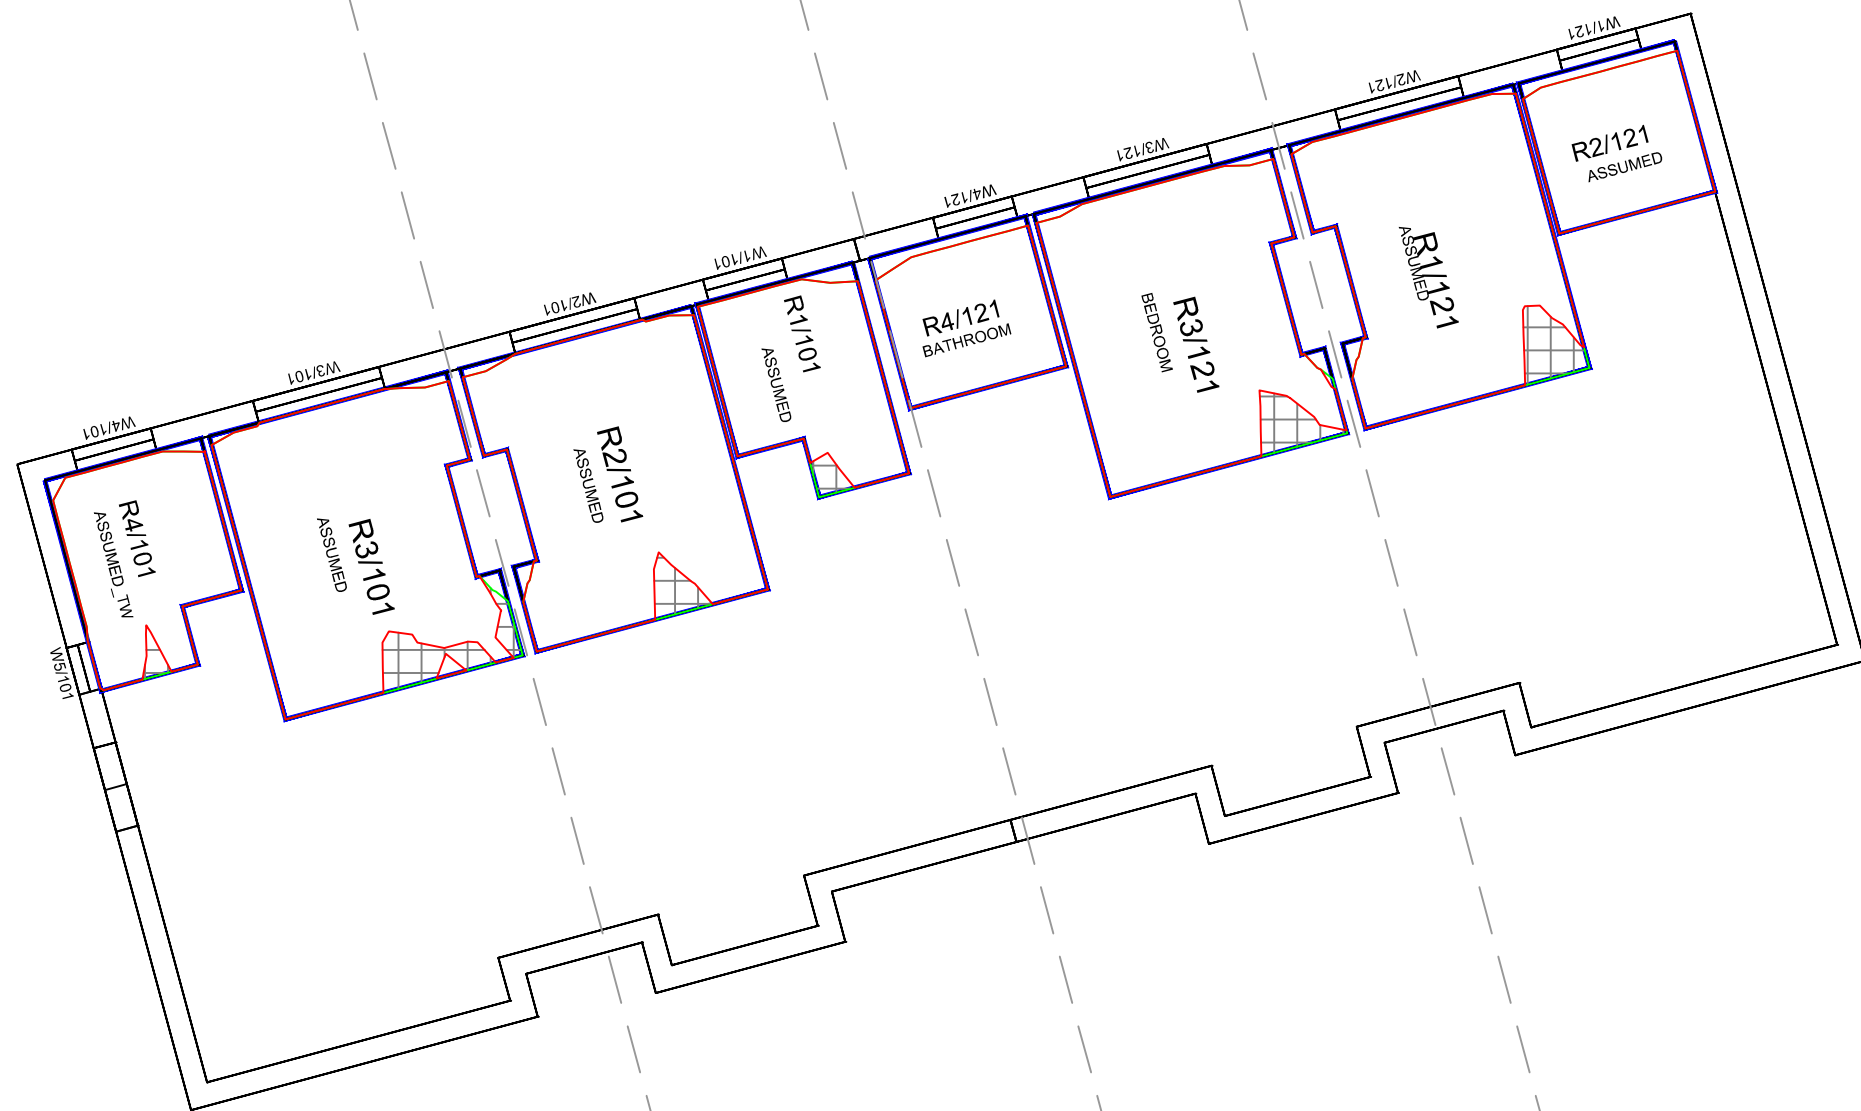 W1/121
W2/121
W3/121
W4/121
W1/101
W2/101
W3/101
W4/101
W5/101
R2/121
ASSUMED
R1/121
ASSUMED
R3/121
BEDROOM
R4/121
BATHROOM
R1/101
ASSUMED
R2/101
ASSUMED
R3/101
ASSUMED
R4/101
ASSUMED_TW